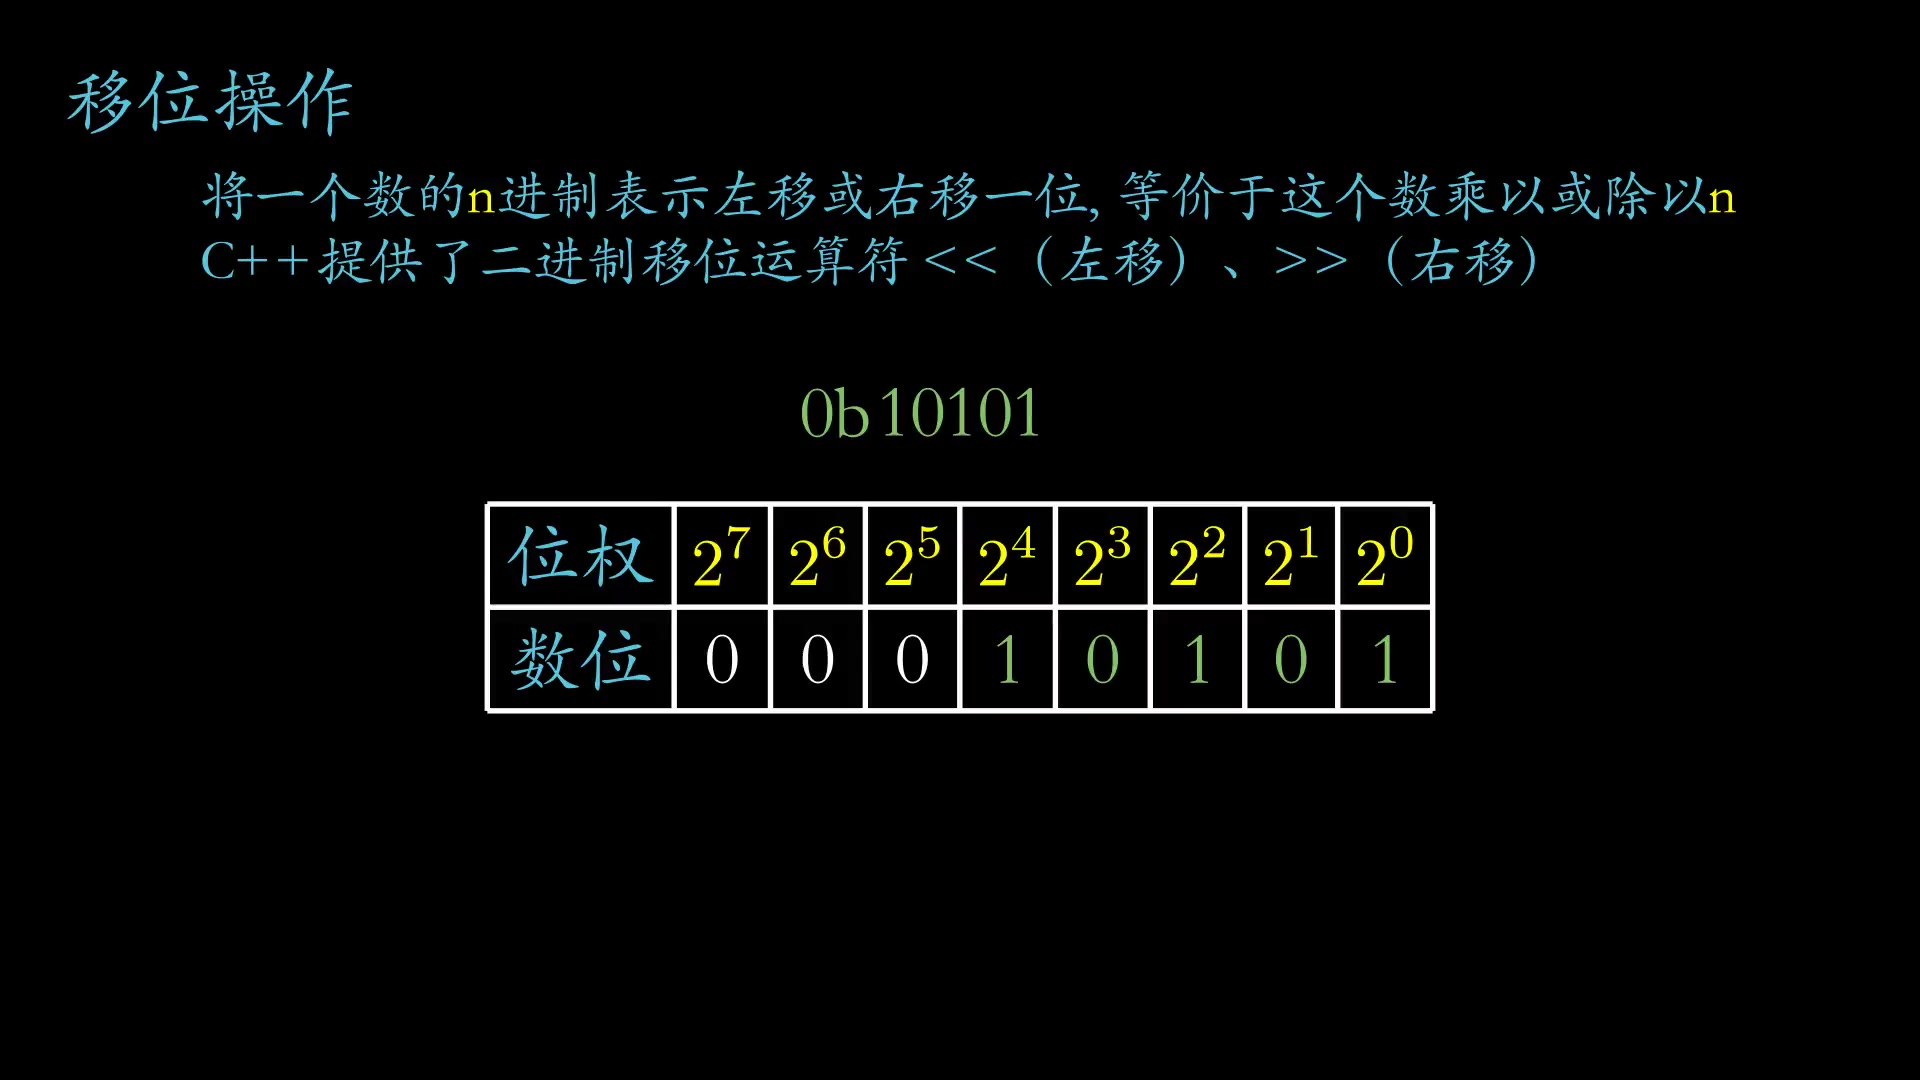 移位操作
将一个数的n进制表示左移或右移一位, 等价于这个数乘以或除以n
C++提供了二进制移位运算符 << (左移) 、>> (右移)
0b10101
位权 2^7 2^6 2^5 2^4 2^3 2^2 2^1 2^0
数位 0 0 0 1 0 1 0 1